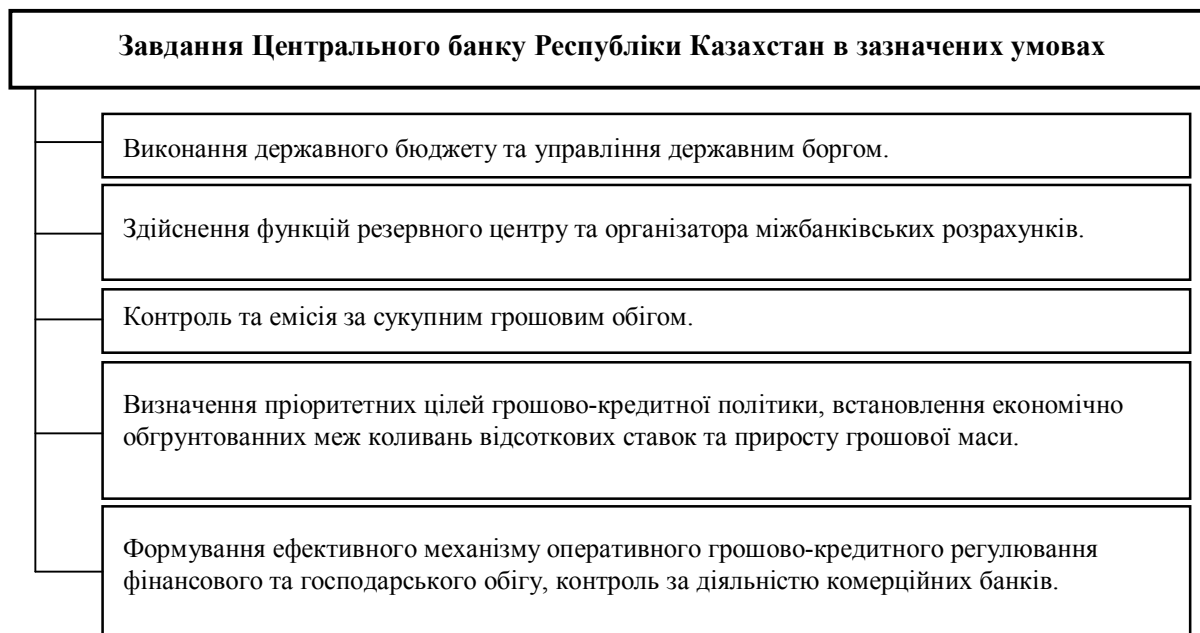 Завдання Центрального банку Республіки Казахстан в зазначених умовах
Виконання державного бюджету та управління державним боргом.
Здійснення функцій резервного центру та організатора міжбанківських розрахунків.
Контроль та емісія за сукупним грошовим обігом.
Визначення пріоритетних цілей грошово-кредитної політики, встановлення економічно
обгрунтованних меж коливань відсоткових ставок та приросту грошової маси.
Формування ефективного механізму оперативного грошово-кредитного регулювання
фінансового та господарського обігу, контроль за діяльністю комерційних банків.